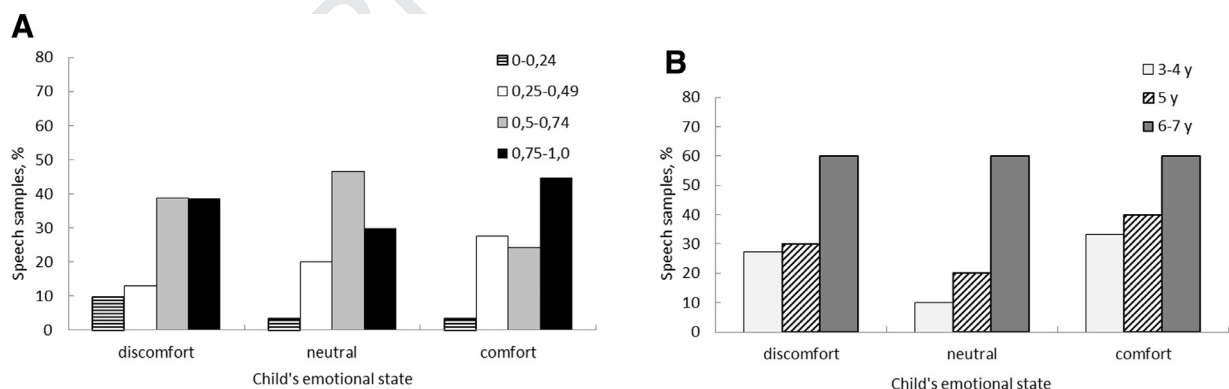 A
80
70
60
50
40
30
20
10
0
Speech samples, %
0-0,24
0,25-0,49
0,5-0,74
0,75-1,0
discomfort neutral comfort
Child's emotional state
B
80
70
60
50
40
30
20
10
0
Speech samples, %
3-4 y
5 y
6-7 y
discomfort neutral comfort
Child's emotional state